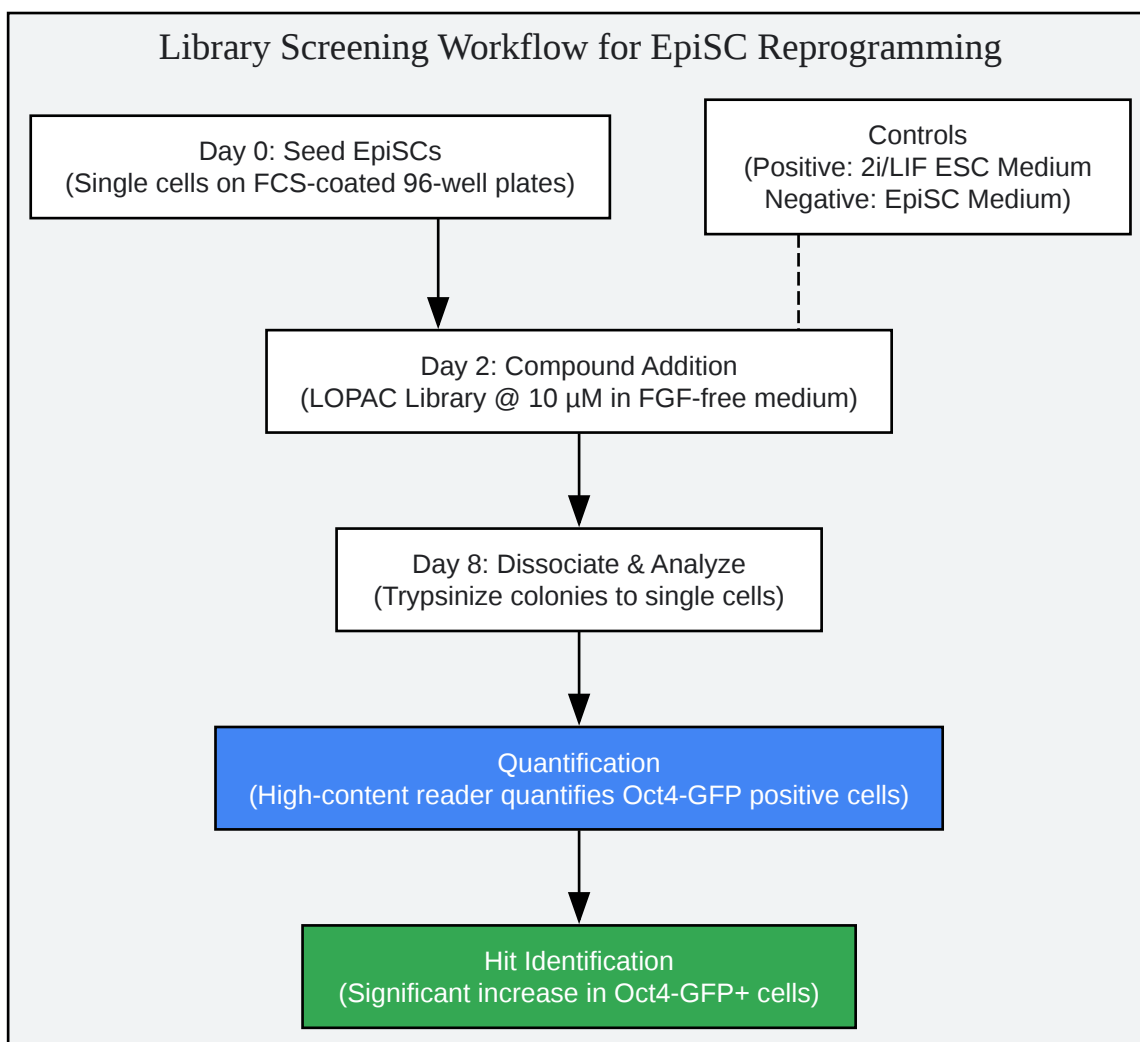 Library Screening Workflow for EpiSC Reprogramming
Day 0: Seed EpiSCs
(Single cells on FCS-coated 96-well plates)
Controls
(Positive: 2i/LIF ESC Medium
Negative: EpiSC Medium)
Day 2: Compound Addition
(LOPAC Library @ 10 µM in FGF-free medium)
Day 8: Dissociate & Analyze
(Trypsinize colonies to single cells)
Quantification
(High-content reader quantifies Oct4-GFP positive cells)
Hit Identification
(Significant increase in Oct4-GFP+ cells)